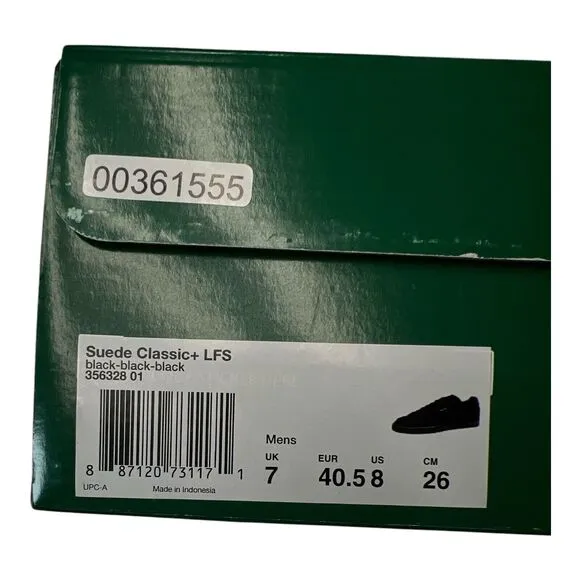 00361555
Suede Classic+ LFS
black-black-black
356328 01
8 87120 73117 1
UPC-A Made in Indonesia
Mens
UK EUR US CM
7 40.5 8 26